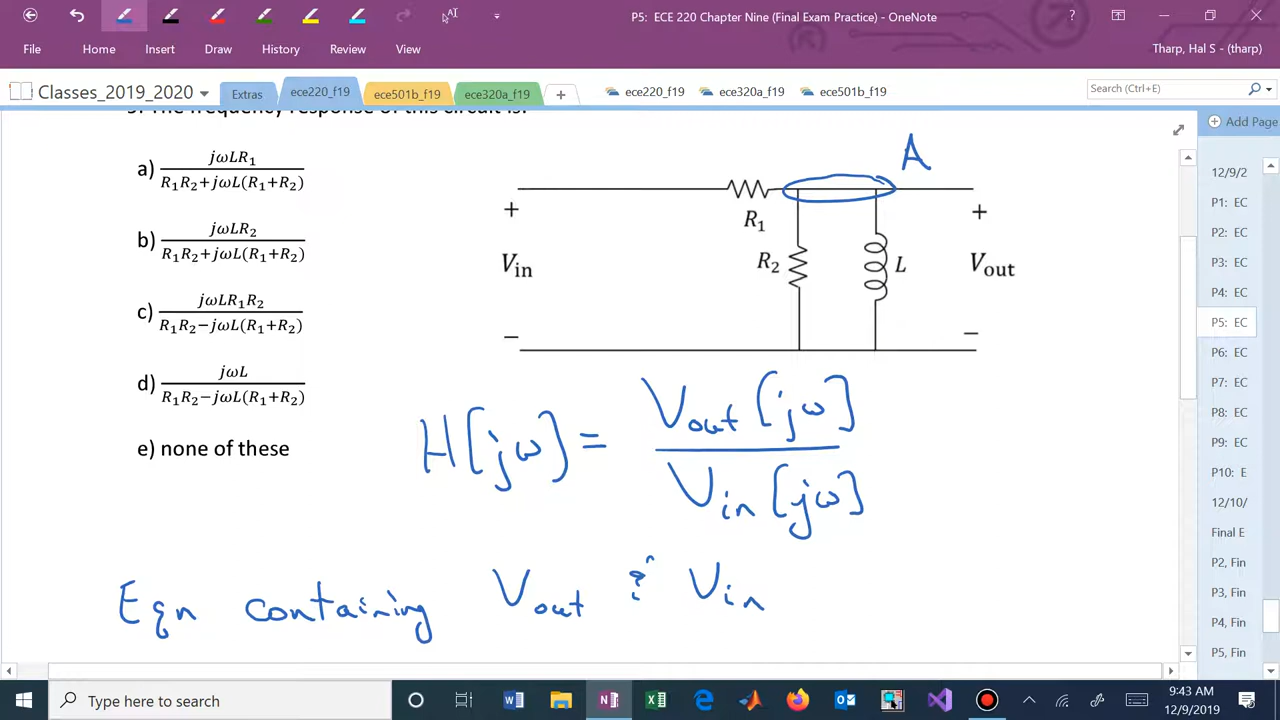 P5: ECE 220 Chapter Nine (Final Exam Practice) - OneNote
?
File
Home
Insert
Draw
History
Review
View
Tharp, Hal S - (tharp)
Classes_2019_2020
Extras
ece220_f19
ece501b_f19
ece320a_f19
ece220_f19
ece320a_f19
ece501b_f19
Search (Ctrl+E)
Add Page
a) jωLR₁ / R₁R₂+jωL(R₁+R₂)
b) jωLR₂ / R₁R₂+jωL(R₁+R₂)
c) jωLR₁R₂ / R₁R₂−jωL(R₁+R₂)
d) jωL / R₁R₂−jωL(R₁+R₂)
e) none of these
A
+
R₁
+
Vin
R₂
L
Vout
−
−
H[jω] = Vout[jω] / Vin[jω]
Eqn containing Vout & Vin
12/9/2
P1: EC
P2: EC
P3: EC
P4: EC
P5: EC
P6: EC
P7: EC
P8: EC
P9: EC
P10: E
12/10/
Final E
P2, Fin
P3, Fin
P4, Fin
P5, Fin
Type here to search
9:43 AM
12/9/2019